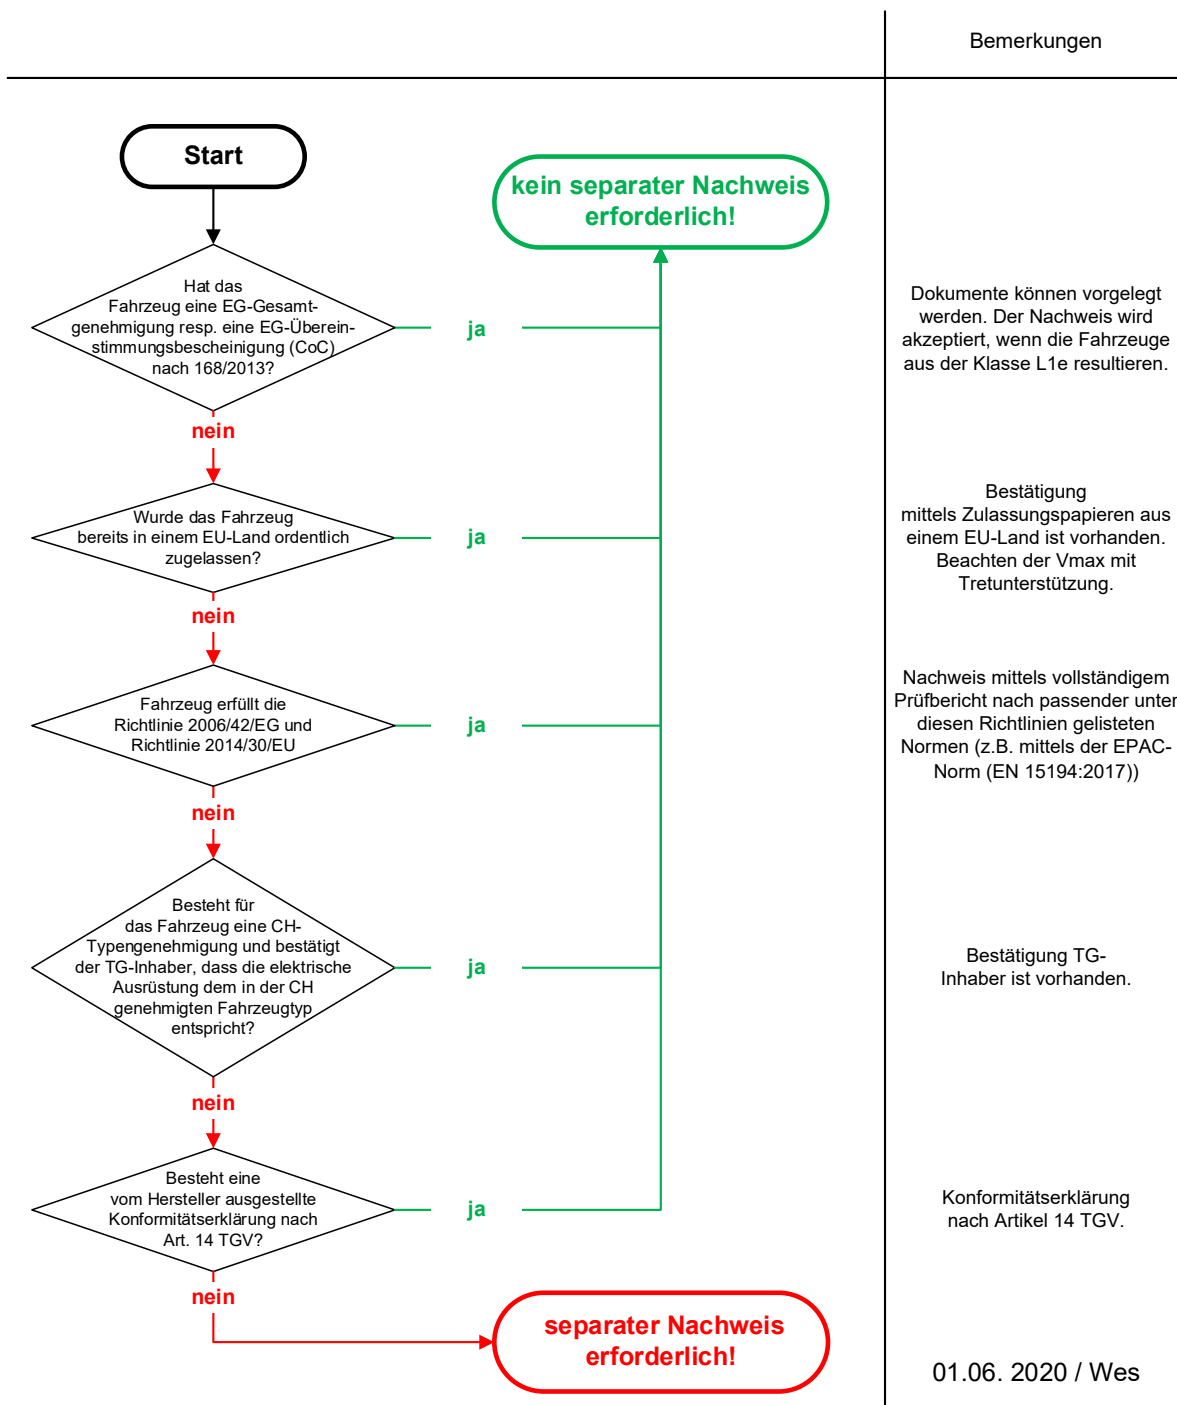 Bemerkungen
Start
kein separater Nachweis
erforderlich!
Hat das
Fahrzeug eine EG-Gesamt-
genehmigung resp. eine EG-Überein-
stimmungsbescheinigung (CoC)
nach 168/2013?
ja
Dokumente können vorgelegt
werden. Der Nachweis wird
akzeptiert, wenn die Fahrzeuge
aus der Klasse L1e resultieren.
nein
Wurde das Fahrzeug
bereits in einem EU-Land ordentlich
zugelassen?
ja
Bestätigung
mittels Zulassungspapieren aus
einem EU-Land ist vorhanden.
Beachten der Vmax mit
Tretunterstützung.
nein
Fahrzeug erfüllt die
Richtlinie 2006/42/EG und
Richtlinie 2014/30/EU
ja
Nachweis mittels vollständigem
Prüfbericht nach passender unter
diesen Richtlinien gelisteten
Normen (z.B. mittels der EPAC-
Norm (EN 15194:2017))
nein
Besteht für
das Fahrzeug eine CH-
Typengenehmigung und bestätigt
der TG-Inhaber, dass die elektrische
Ausrüstung dem in der CH
genehmigten Fahrzeugtyp
entspricht?
ja
Bestätigung TG-
Inhaber ist vorhanden.
nein
Besteht eine
vom Hersteller ausgestellte
Konformitätserklärung nach
Art. 14 TGV?
ja
Konformitätserklärung
nach Artikel 14 TGV.
nein
separater Nachweis
erforderlich!
01.06. 2020 / Wes